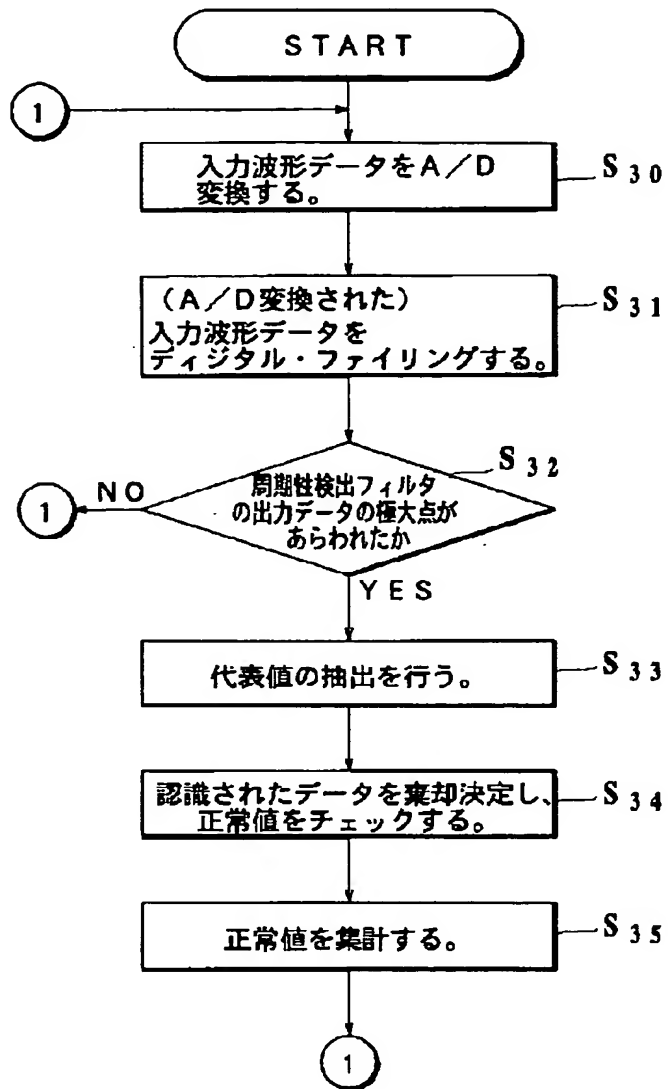 START
1
入力波形データをA/D
変換する。
S30
(A/D変換された)
入力波形データを
ディジタル・ファイリングする。
S31
周期性検出フィルタ
の出力データの極大点が
あらわれたか
S32
NO
1
YES
代表値の抽出を行う。
S33
認識されたデータを棄却決定し、
正常値をチェックする。
S34
正常値を集計する。
S35
1